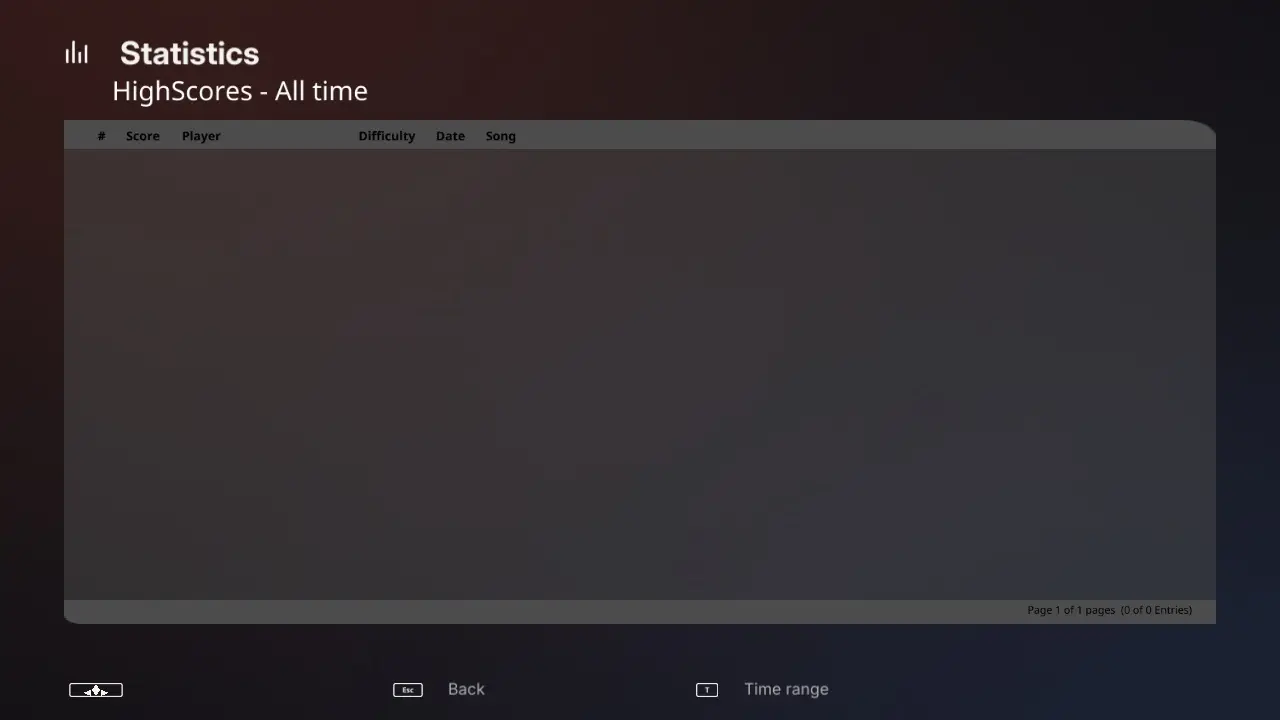 Statistics
HighScores - All time
# Score Player Difficulty Date Song
Page 1 of 1 pages (0 of 0 Entries)
Esc Back T Time range